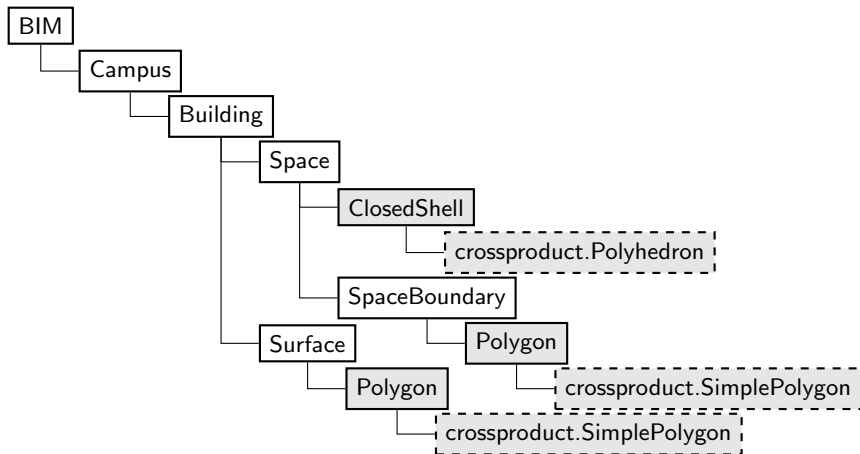 BIM
Campus
Building
Space
ClosedShell
crossproduct.Polyhedron
SpaceBoundary
Surface
Polygon
Polygon
crossproduct.SimplePolygon
crossproduct.SimplePolygon